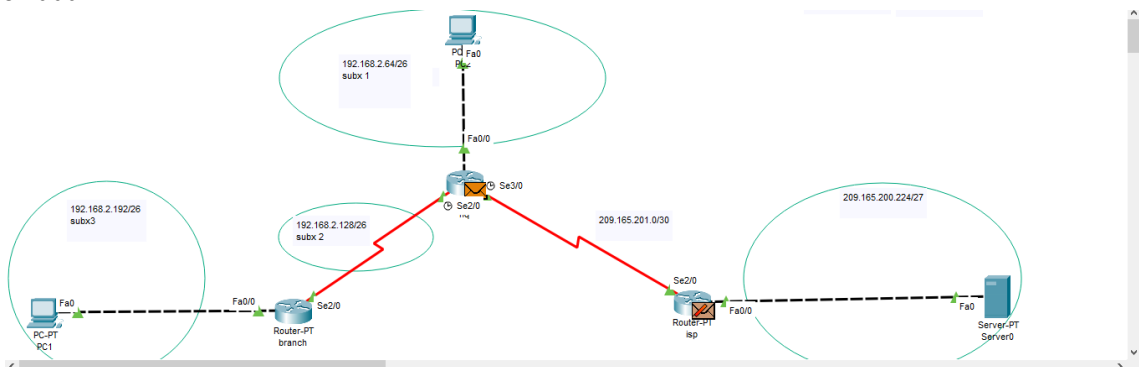 PC Fa0
192.168.2.64/26
subx 1
Fa0/0
Se3/0
Se2/0
192.168.2.192/26
subx3
192.168.2.128/26
subx 2
209.165.201.0/30
209.165.200.224/27
Fa0
Fa0/0
Se2/0
PC-PT
PC1
Router-PT
branch
Se2/0
Fa0/0
Router-PT
isp
Fa0
Server-PT
Server0